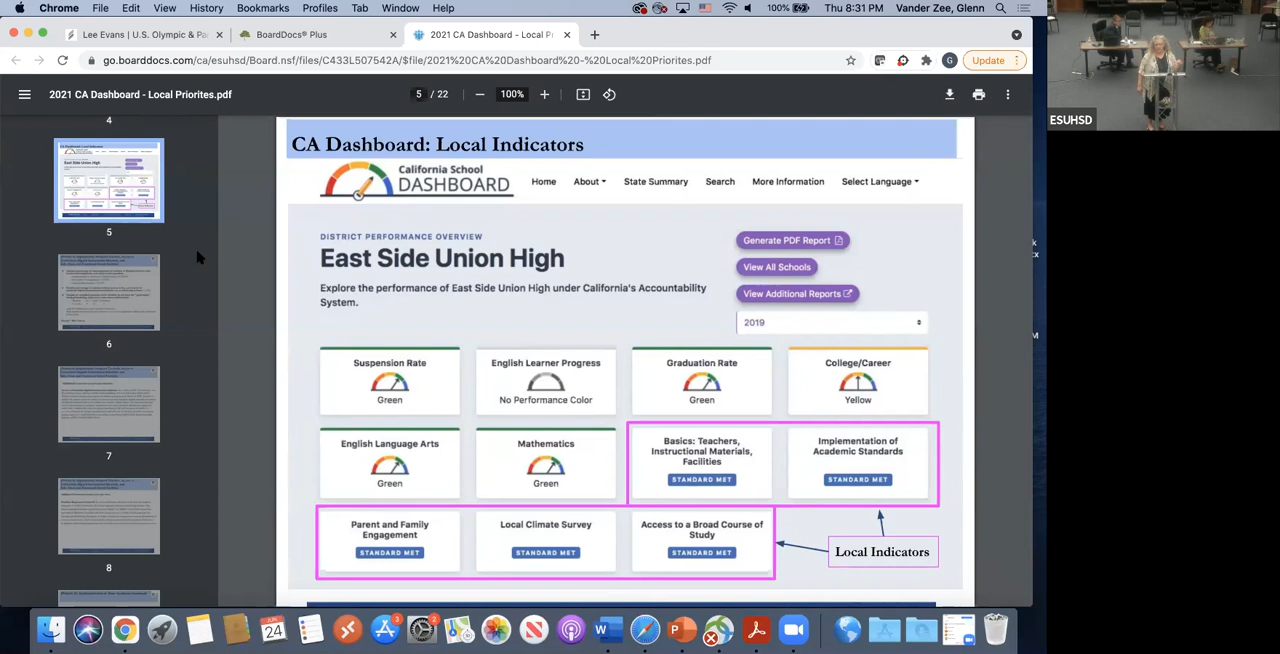 Chrome File Edit View History Bookmarks Profiles Tab Window Help
100% Thu 8:31 PM Vander Zee, Glenn
Lee Evans | U.S. Olympic & Pa
BoardDocs® Plus
2021 CA Dashboard - Local Pr
go.boarddocs.com/ca/esuhsd/Board.nsf/files/C433L507542A/$file/2021%20CA%20Dashboard%20-%20Local%20Priorites.pdf
G
Update
2021 CA Dashboard - Local Priorites.pdf
5 / 22
100%
ESUHSD
4
5
6
7
8
CA Dashboard: Local Indicators
California School
DASHBOARD
Home About State Summary Search More Information Select Language
DISTRICT PERFORMANCE OVERVIEW
East Side Union High
Explore the performance of East Side Union High under California's Accountability
System.
Generate PDF Report
View All Schools
View Additional Reports
2019
Suspension Rate
Green
English Learner Progress
No Performance Color
Graduation Rate
Green
College/Career
Yellow
English Language Arts
Green
Mathematics
Green
Basics: Teachers,
Instructional Materials,
Facilities
STANDARD MET
Implementation of
Academic Standards
STANDARD MET
Parent and Family
Engagement
STANDARD MET
Local Climate Survey
STANDARD MET
Access to a Broad Course of
Study
STANDARD MET
Local Indicators
JUN
24
3
2
W
P